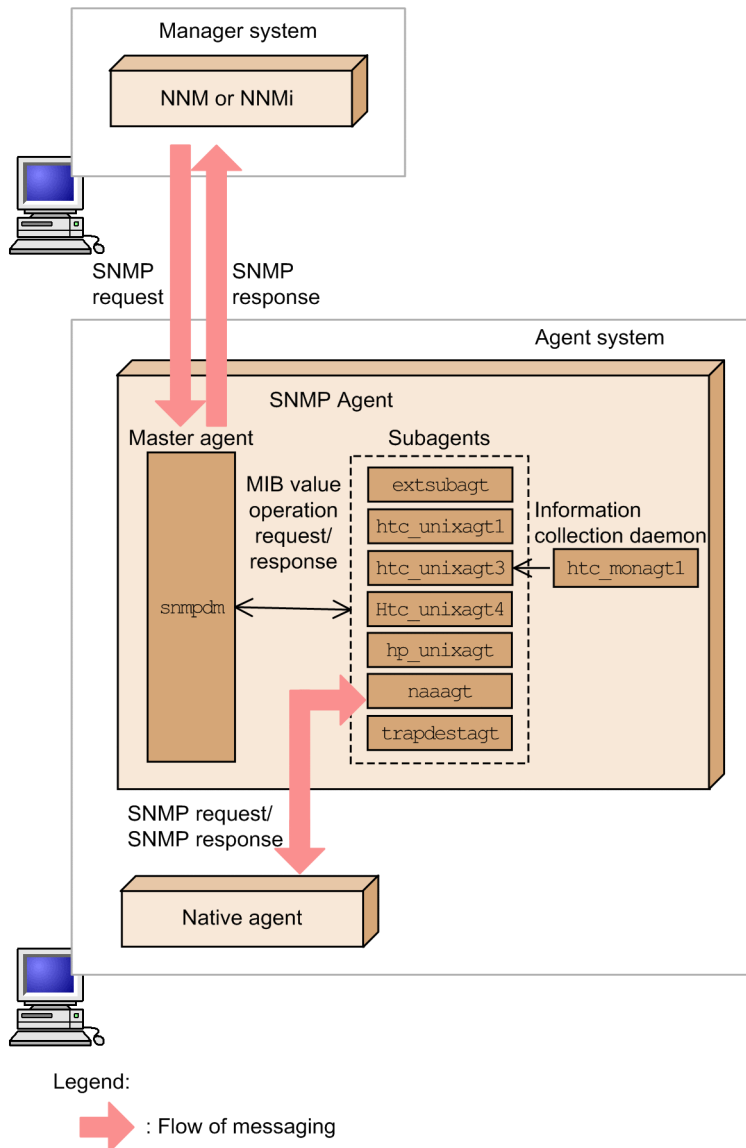 Manager system
NNM or NNMi
SNMP
request
SNMP
response
Agent system
SNMP Agent
Master agent
Subagents
MIB value
operation
request/
response
snmpdm
extsubagt
htc_unixagt1
htc_unixagt3
Htc_unixagt4
hp_unixagt
naaagt
trapdestagt
Information
collection daemon
htc_monagt1
SNMP request/
SNMP response
Native agent
Legend:
: Flow of messaging